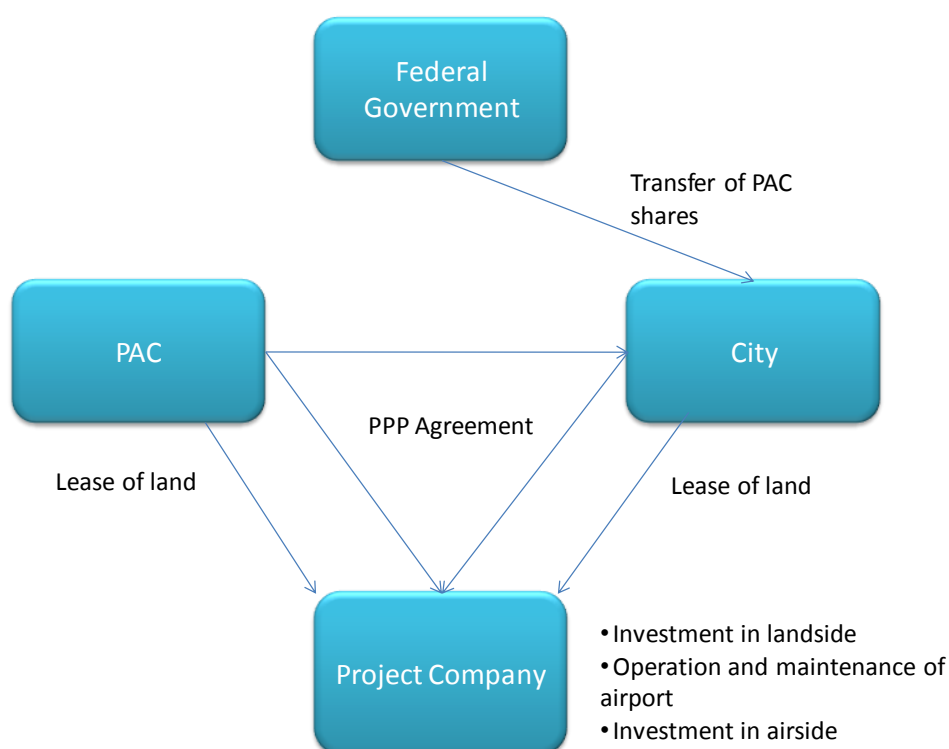 Federal
Government
Transfer of PAC
shares
PAC
City
PPP Agreement
Lease of land
Lease of land
Project Company
•Investment in landside
•Operation and maintenance of
airport
•Investment in airside